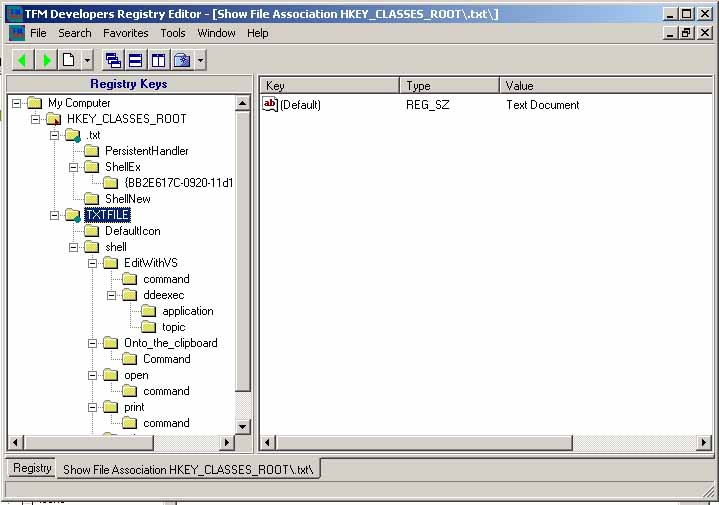 TFM Developers Registry Editor - [Show File Association HKEY_CLASSES_ROOT\.txt\]
File Search Favorites Tools Window Help
Registry Keys
My Computer
HKEY_CLASSES_ROOT
.txt
PersistentHandler
ShellEx
{BB2E617C-0920-11d1
ShellNew
TXTFILE
DefaultIcon
shell
EditWithVS
command
ddeexec
application
topic
Onto_the_clipboard
Command
open
command
print
command
Key Type Value
ab (Default) REG_SZ Text Document
Registry Show File Association HKEY_CLASSES_ROOT\.txt\